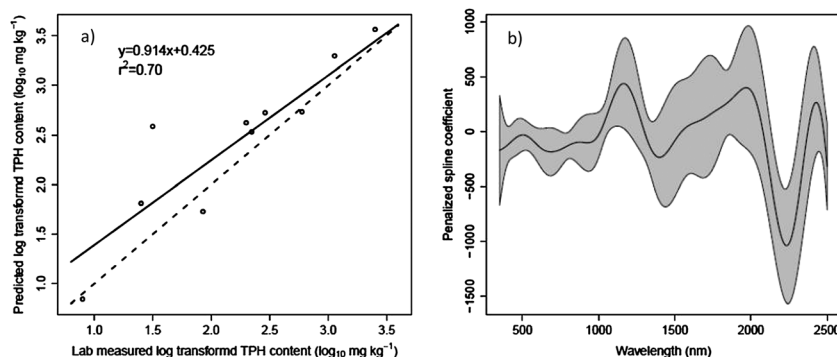 a)
y=0.914x+0.425
r²=0.70
Predicted log transformd TPH content (log₁₀ mg kg⁻¹)
3.5
3.0
2.5
2.0
1.5
1.0
1.0 1.5 2.0 2.5 3.0 3.5
Lab measured log transformd TPH content (log₁₀ mg kg⁻¹)
b)
Penalized spline coefficient
1000
500
0
-500
-1000
-1500
500 1000 1500 2000 2500
Wavelength (nm)